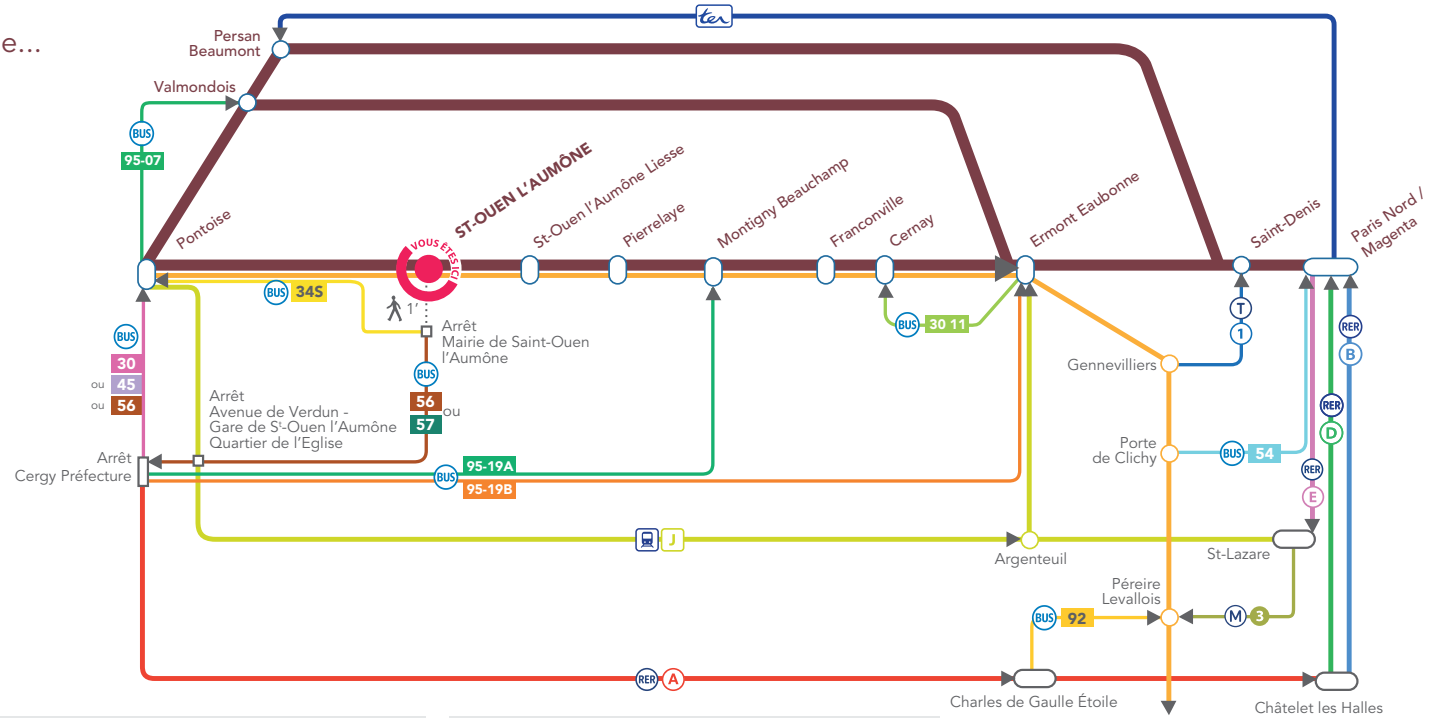 e...
ter
Persan
Beaumont
Valmondois
BUS
95-07
Pontoise
VOUS ÊTES ICI
ST-OUEN L'AUMÔNE
St-Ouen l'Aumône Liesse
Pierrelaye
Montigny Beauchamp
Franconville
Cernay
Ermont Eaubonne
Saint-Denis
Paris Nord /
Magenta
BUS 34S
1'
Arrêt
Mairie de Saint-Ouen
l'Aumône
BUS 30 11
T
1
RER
B
BUS
30
ou 45
ou 56
BUS
56
ou
57
Arrêt
Avenue de Verdun -
Gare de St-Ouen l'Aumône
Quartier de l'Eglise
Gennevilliers
RER
D
Porte
de Clichy
BUS 54
Arrêt
Cergy Préfecture
BUS
95-19A
95-19B
RER
E
J
Argenteuil
St-Lazare
Péreire
Levallois
BUS 92
M 3
RER A
Charles de Gaulle Étoile
Châtelet les Halles